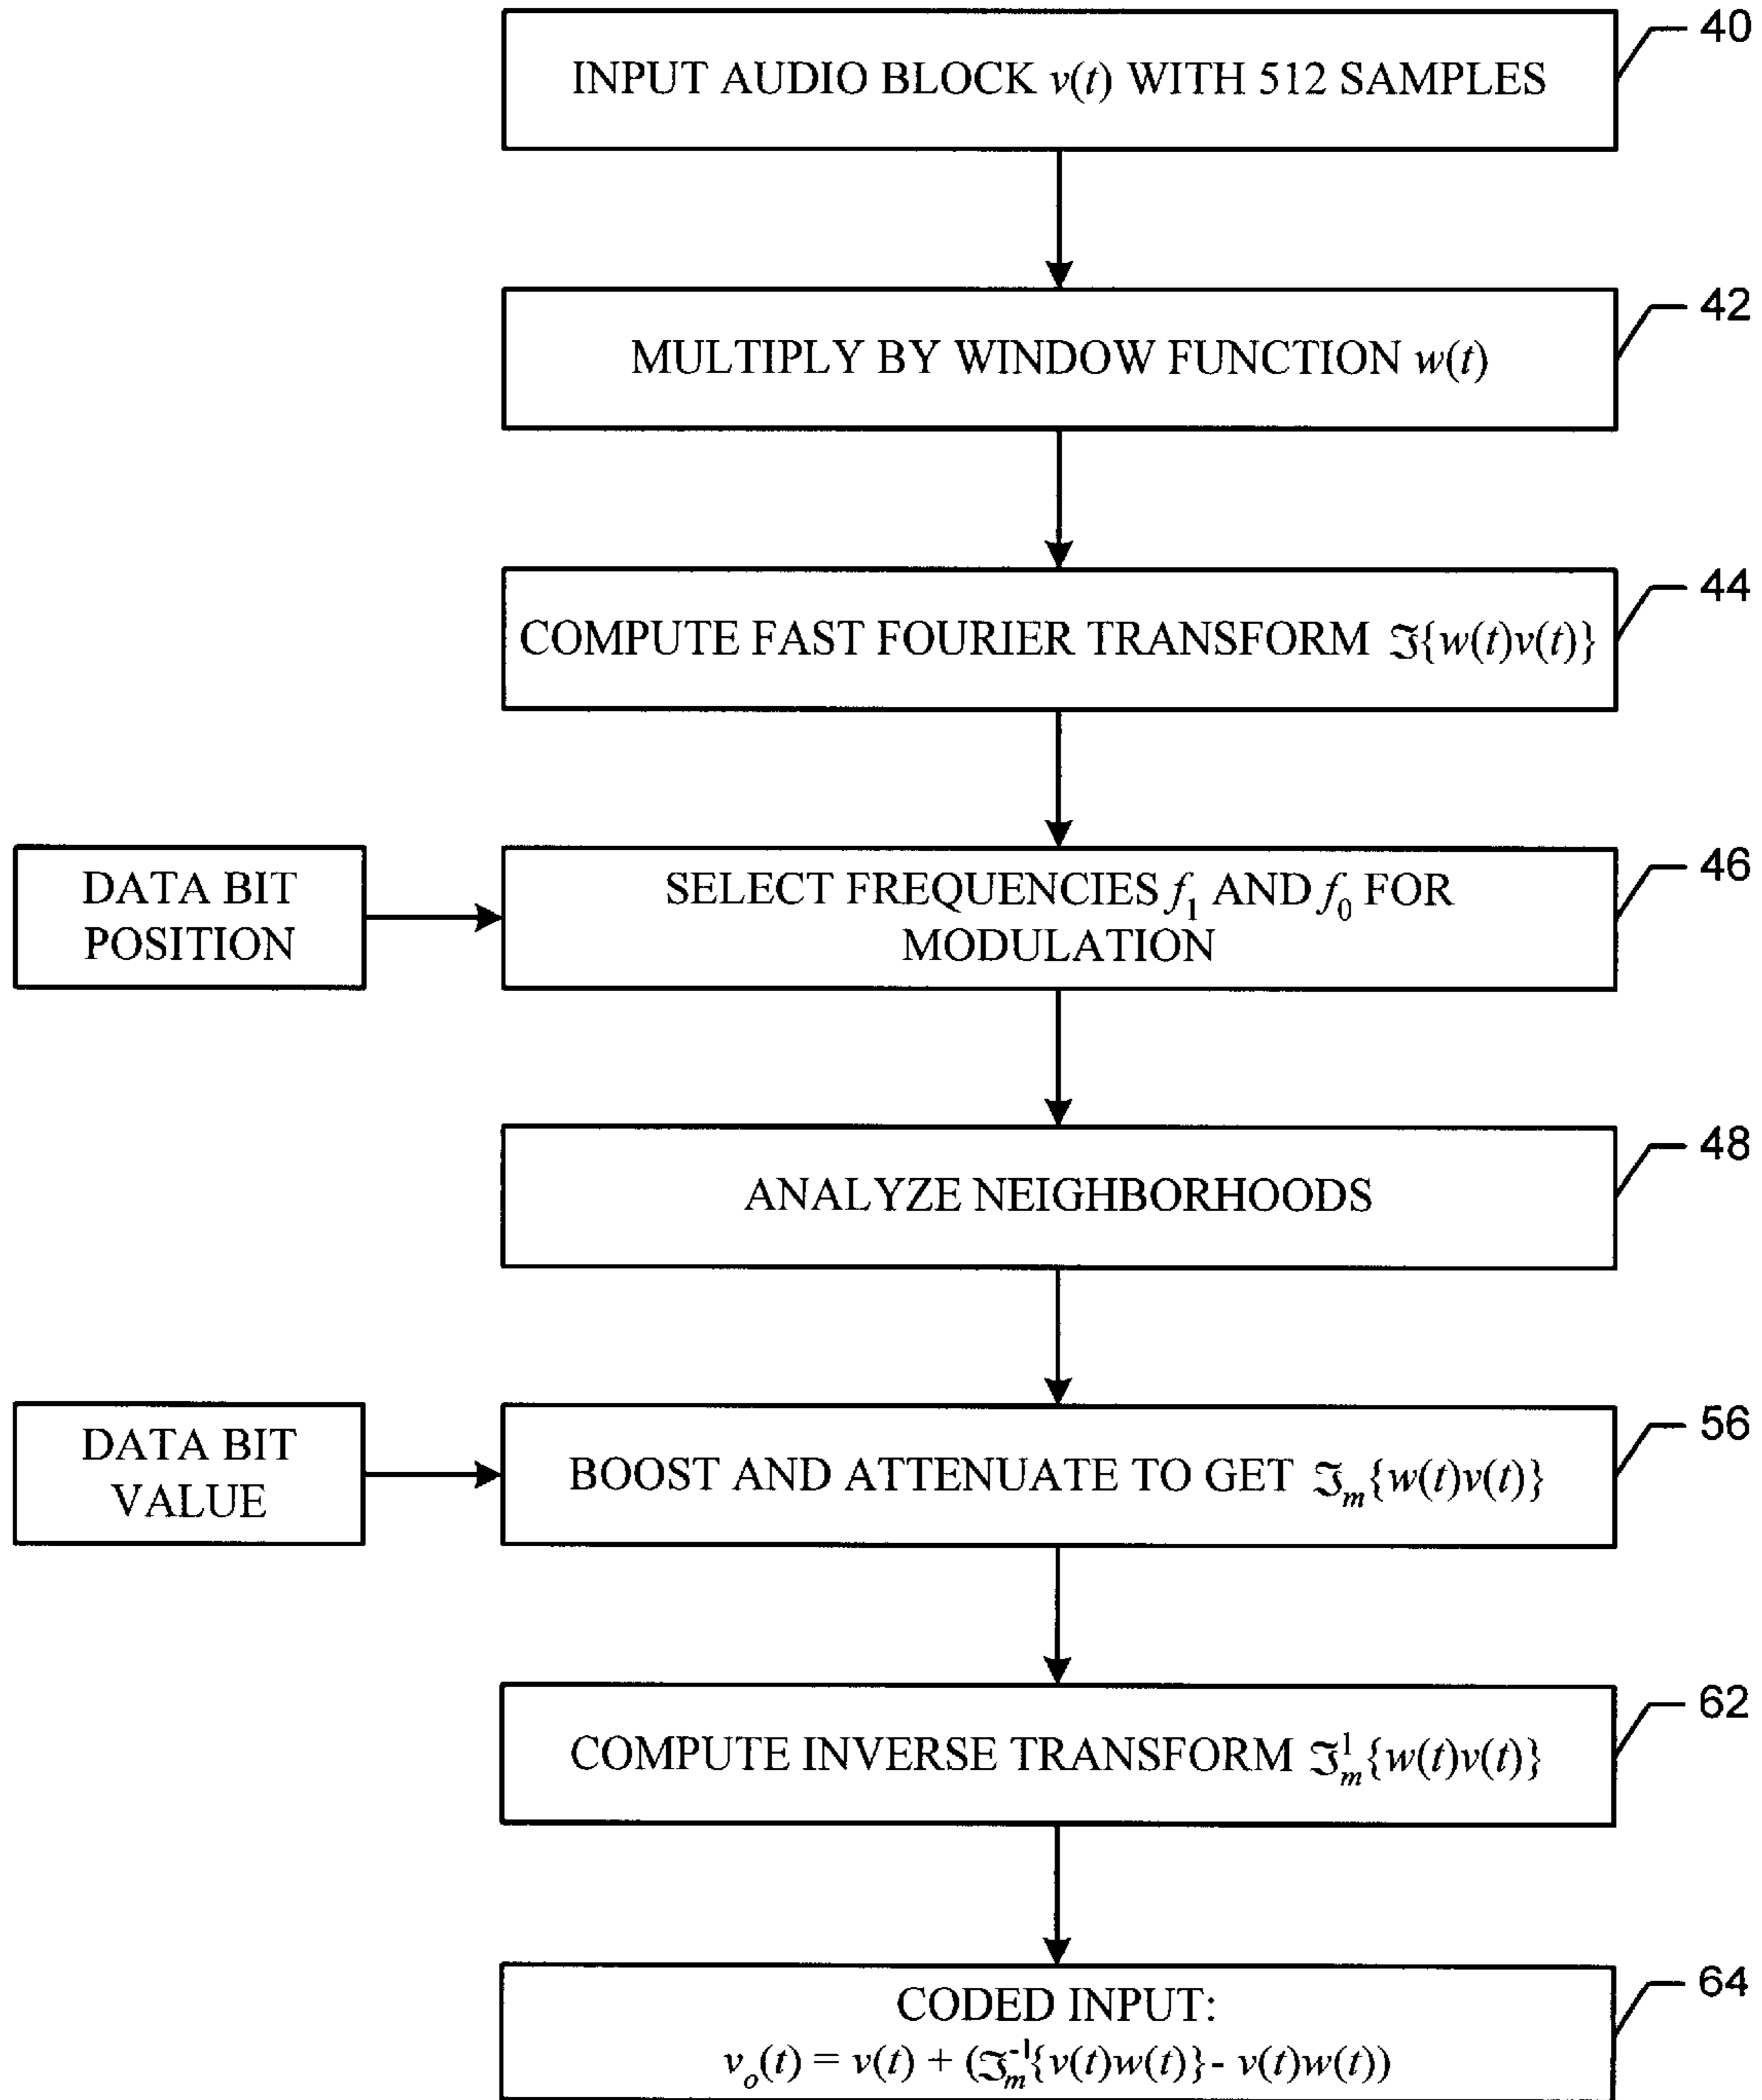 40
INPUT AUDIO BLOCK v(t) WITH 512 SAMPLES
42
MULTIPLY BY WINDOW FUNCTION w(t)
44
COMPUTE FAST FOURIER TRANSFORM ℑ{w(t)v(t)}
46
DATA BIT
POSITION
SELECT FREQUENCIES f₁ AND f₀ FOR
MODULATION
48
ANALYZE NEIGHBORHOODS
56
DATA BIT
VALUE
BOOST AND ATTENUATE TO GET ℑₘ{w(t)v(t)}
62
COMPUTE INVERSE TRANSFORM ℑₘ¹{w(t)v(t)}
64
CODED INPUT:
vₒ(t) = v(t) + (ℑₘ⁻¹{v(t)w(t)} - v(t)w(t))